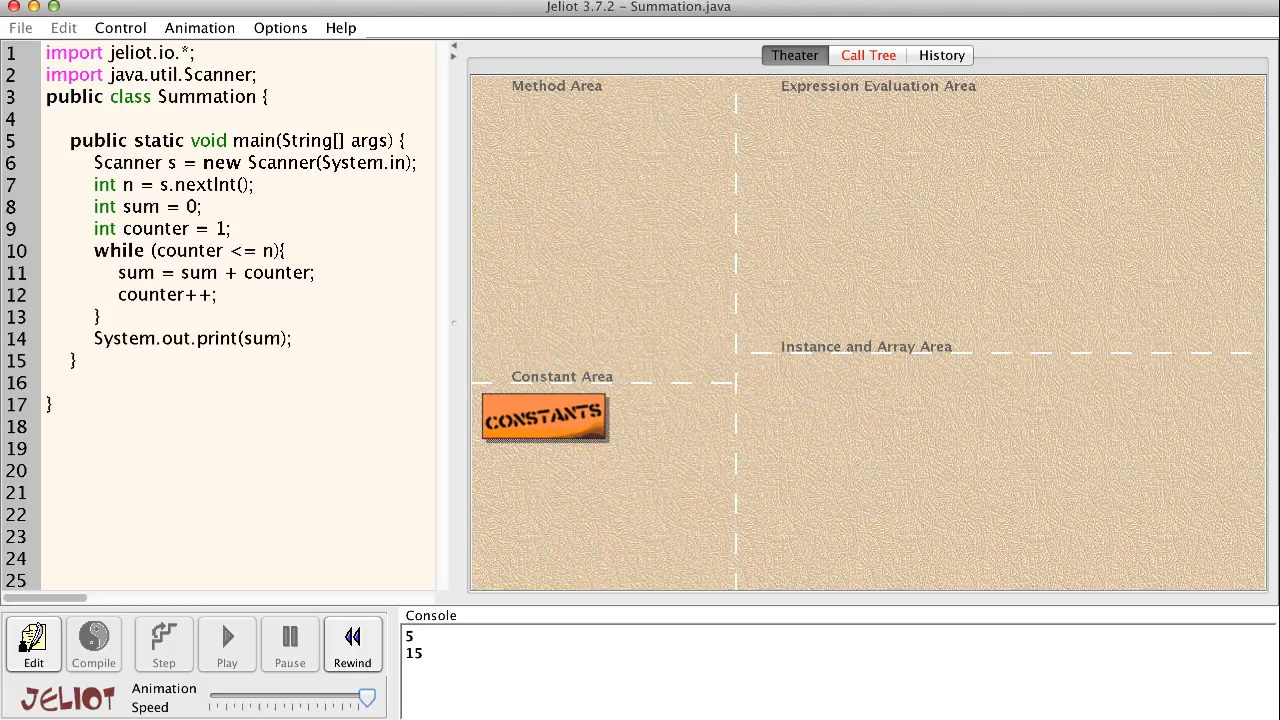 Jeliot 3.7.2 - Summation.java
File Edit Control Animation Options Help
1 import jeliot.io.*;
2 import java.util.Scanner;
3 public class Summation {
4
5 public static void main(String[] args) {
6 Scanner s = new Scanner(System.in);
7 int n = s.nextInt();
8 int sum = 0;
9 int counter = 1;
10 while (counter <= n){
11 sum = sum + counter;
12 counter++;
13 }
14 System.out.print(sum);
15 }
16
17 }
18
19
20
21
22
23
24
25
Theater Call Tree History
Method Area
Expression Evaluation Area
Instance and Array Area
Constant Area
CONSTANTS
Edit Compile Step Play Pause Rewind
JELIOT
Animation
Speed
Console
5
15